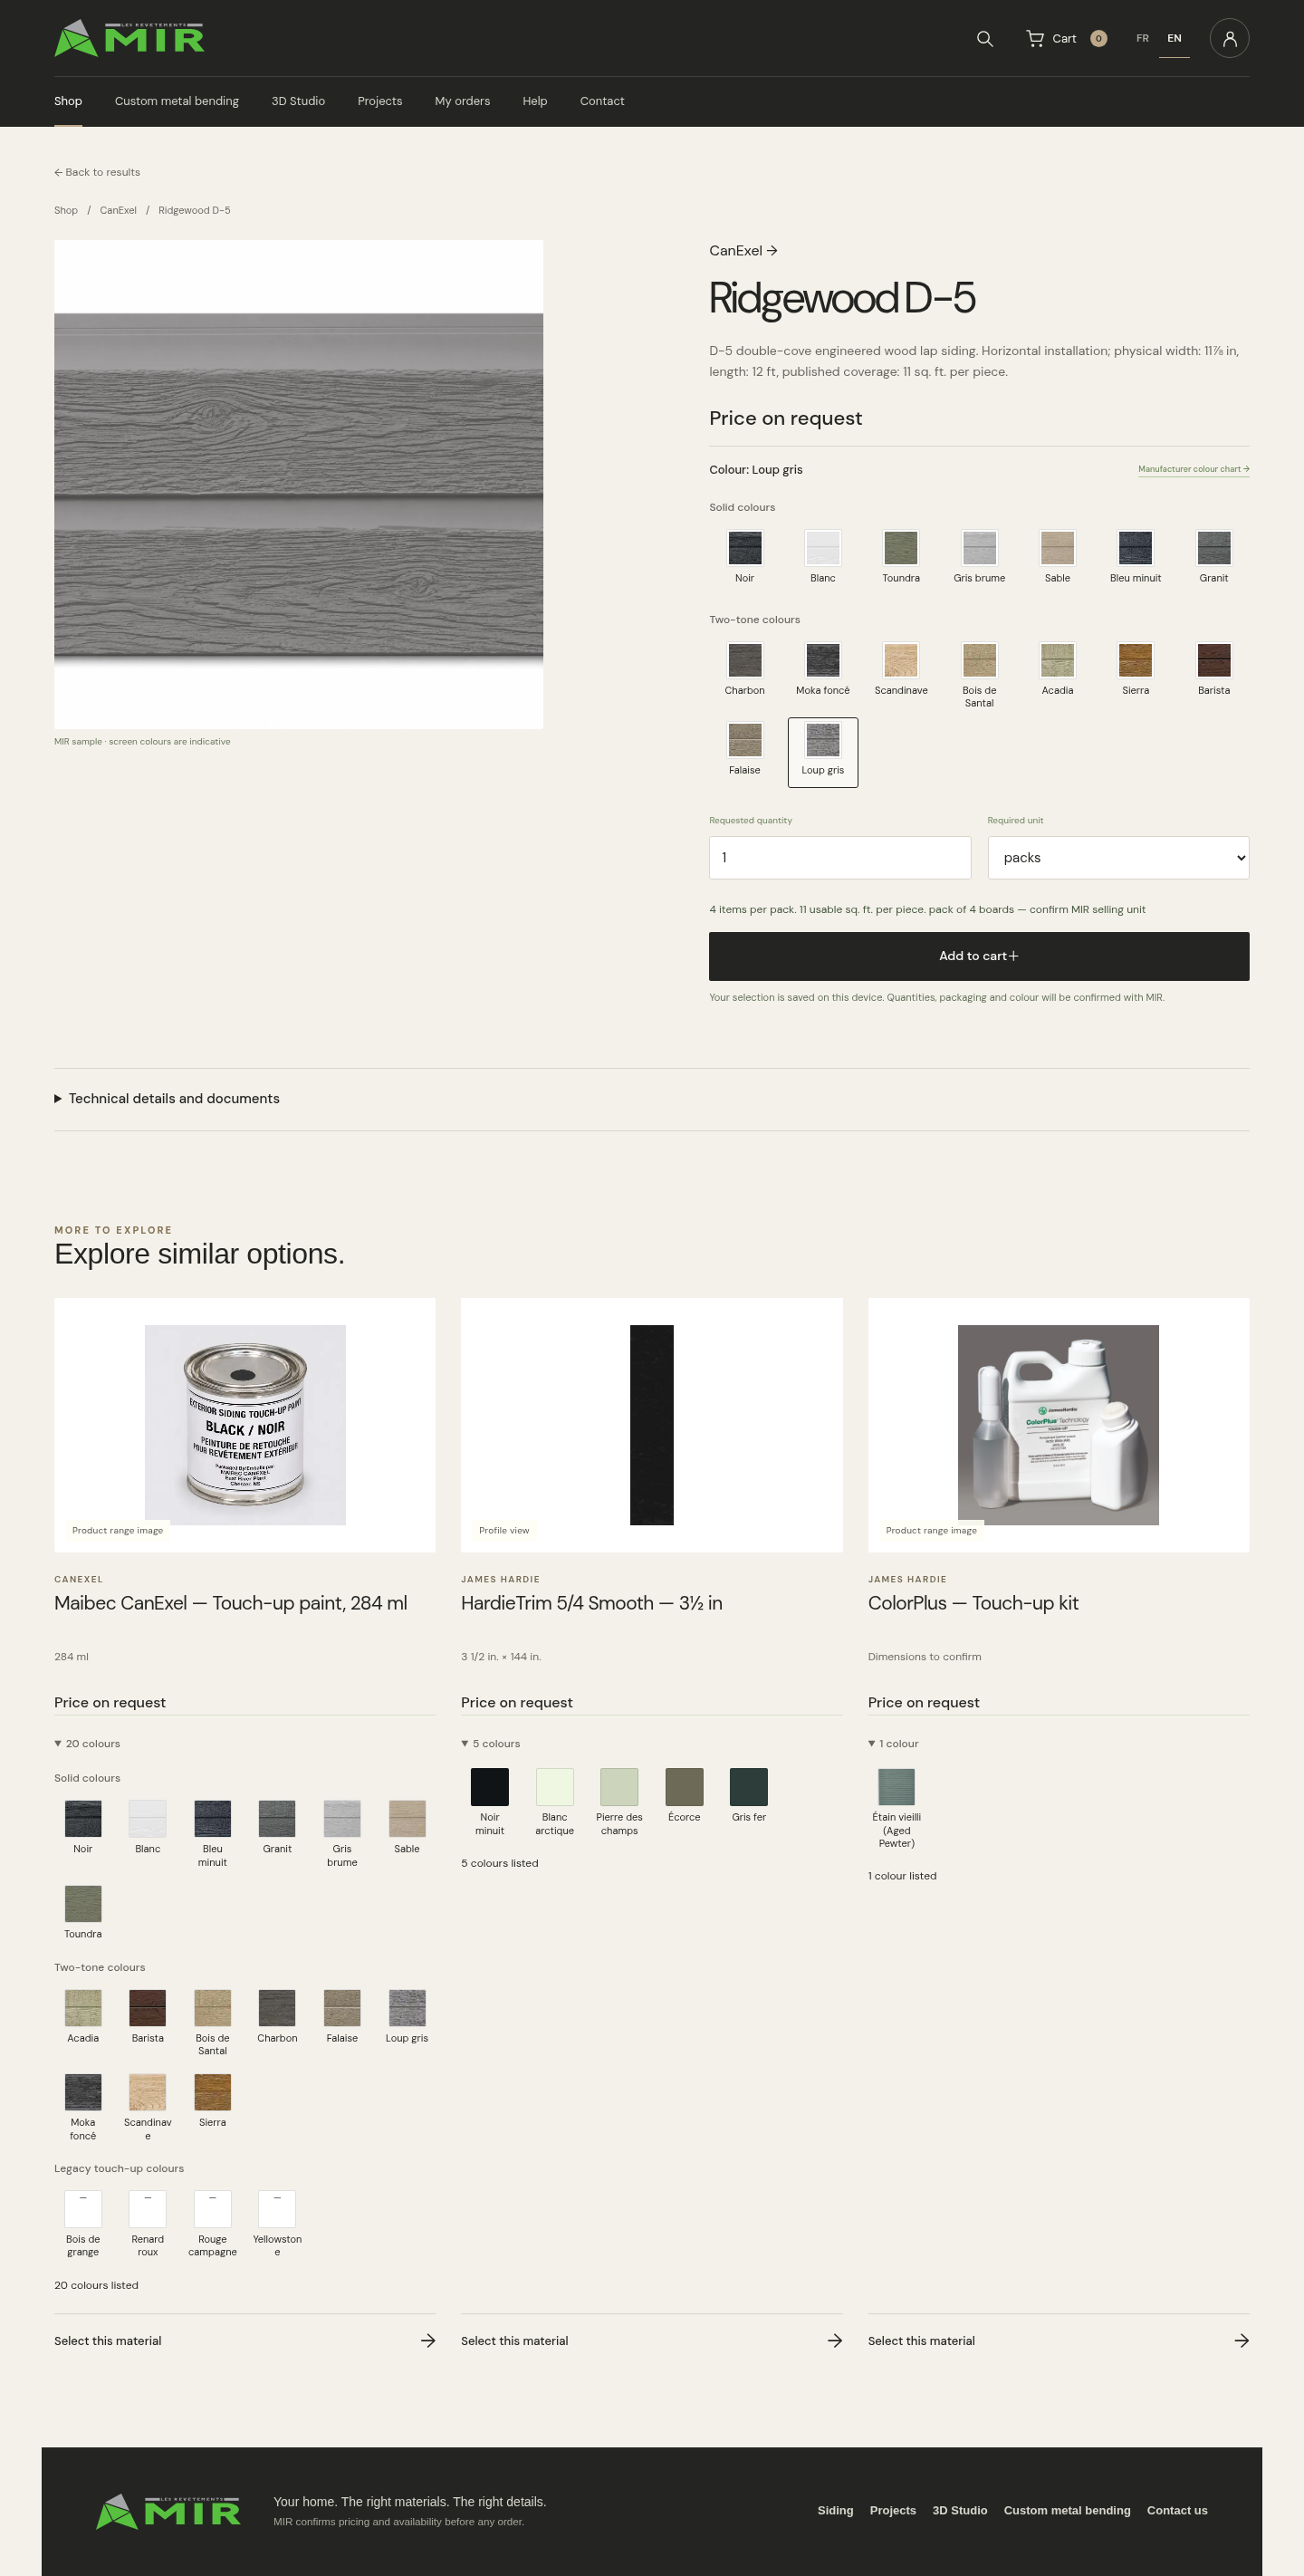 LES REVETEMENTS
MIR
Cart 0
FR EN
Shop Custom metal bending 3D Studio Projects My orders Help Contact
← Back to results
Shop / CanExel / Ridgewood D-5
CanExel →
Ridgewood D-5
D-5 double-cove engineered wood lap siding. Horizontal installation; physical width: 11⅞ in,
length: 12 ft, published coverage: 11 sq. ft. per piece.
Price on request
Colour: Loup gris
Manufacturer colour chart →
Solid colours
Noir Blanc Toundra Gris brume Sable Bleu minuit Granit
Two-tone colours
Charbon Moka foncé Scandinave Bois de Acadia Sierra Barista
Santal
Falaise Loup gris
MIR sample · screen colours are indicative
Requested quantity Required unit
1 packs
4 items per pack. 11 usable sq. ft. per piece. pack of 4 boards — confirm MIR selling unit
Add to cart+
Your selection is saved on this device. Quantities, packaging and colour will be confirmed with MIR.
Technical details and documents
MORE TO EXPLORE
Explore similar options.
EXTERIOR SIDING TOUCH-UP PAINT
BLACK / NOIR
PEINTURE DE RETOUCHE
POUR REVÊTEMENT EXTÉRIEUR
MAIBEC CANEXEL
JamesHardie
ColorPlus Technology
Product range image
Profile view
Product range image
CANEXEL
Maibec CanExel — Touch-up paint, 284 ml
284 ml
Price on request
20 colours
Solid colours
Noir Blanc Bleu Granit Gris Sable
minuit brume
Toundra
Two-tone colours
Acadia Barista Bois de Charbon Falaise Loup gris
Santal
Moka Scandinav Sierra
foncé e
Legacy touch-up colours
— — — —
Bois de Renard Rouge Yellowston
grange roux campagne e
20 colours listed
Select this material →
JAMES HARDIE
HardieTrim 5/4 Smooth — 3½ in
3 1/2 in. × 144 in.
Price on request
5 colours
Noir Blanc Pierre des Écorce Gris fer
minuit arctique champs
5 colours listed
Select this material →
JAMES HARDIE
ColorPlus — Touch-up kit
Dimensions to confirm
Price on request
1 colour
Étain vieilli
(Aged
Pewter)
1 colour listed
Select this material →
LES REVETEMENTS
MIR
Your home. The right materials. The right details.
MIR confirms pricing and availability before any order.
Siding Projects 3D Studio Custom metal bending Contact us